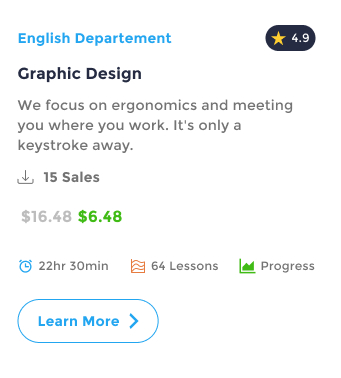 English Departement
4.9
Graphic Design
We focus on ergonomics and meeting
you where you work. It's only a
keystroke away.
15 Sales
$16.48 $6.48
22hr 30min
64 Lessons
Progress
Learn More